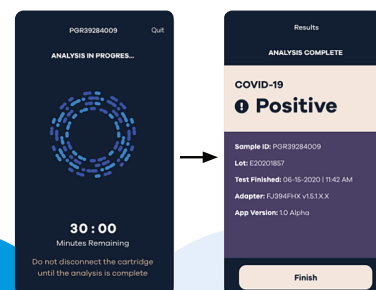 PGR39284009 Quit
ANALYSIS IN PROGRES...
30:00
Minutes Remaining
Do not disconnect the cartridge
until the analysis is complete
Results
ANALYSIS COMPLETE
COVID-19
Positive
Sample ID: PGR39284009
Lot: E20201857
Test Finished: 06-15-2020 | 11:42 AM
Adapter: FJ394FHX v1.5.1.X.X
App Version: 1.0 Alpha
Finish